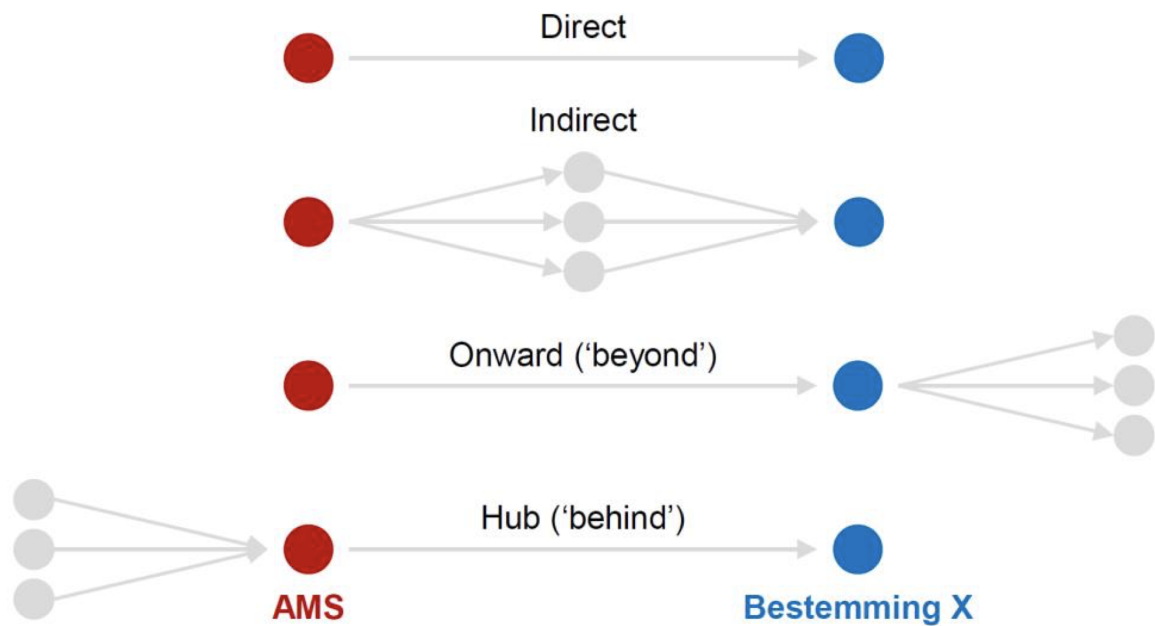 Direct
Indirect
Onward (‘beyond’)
Hub (‘behind’)
AMS
Bestemming X